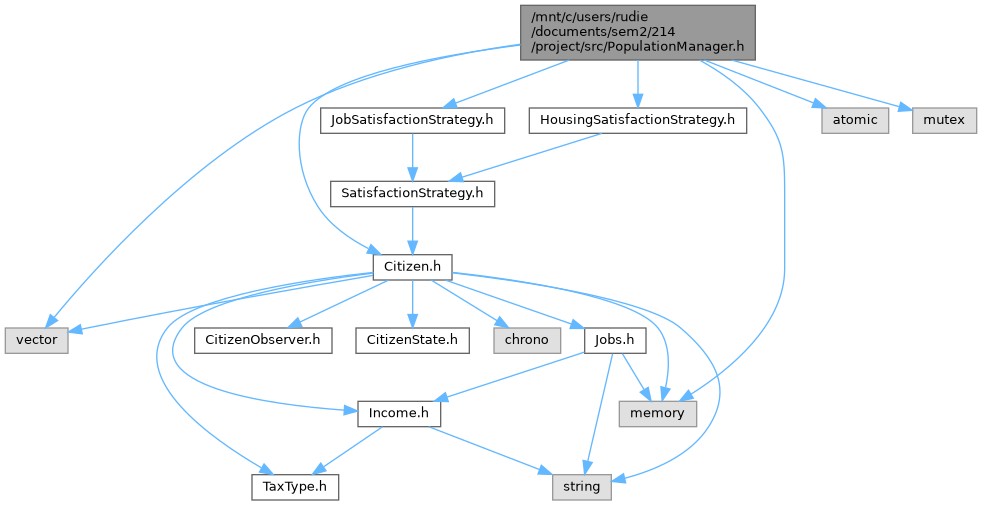 /mnt/c/users/rudie
/documents/sem2/214
/project/src/PopulationManager.h
JobSatisfactionStrategy.h
HousingSatisfactionStrategy.h
atomic
mutex
SatisfactionStrategy.h
Citizen.h
vector
CitizenObserver.h
CitizenState.h
chrono
Jobs.h
Income.h
memory
TaxType.h
string